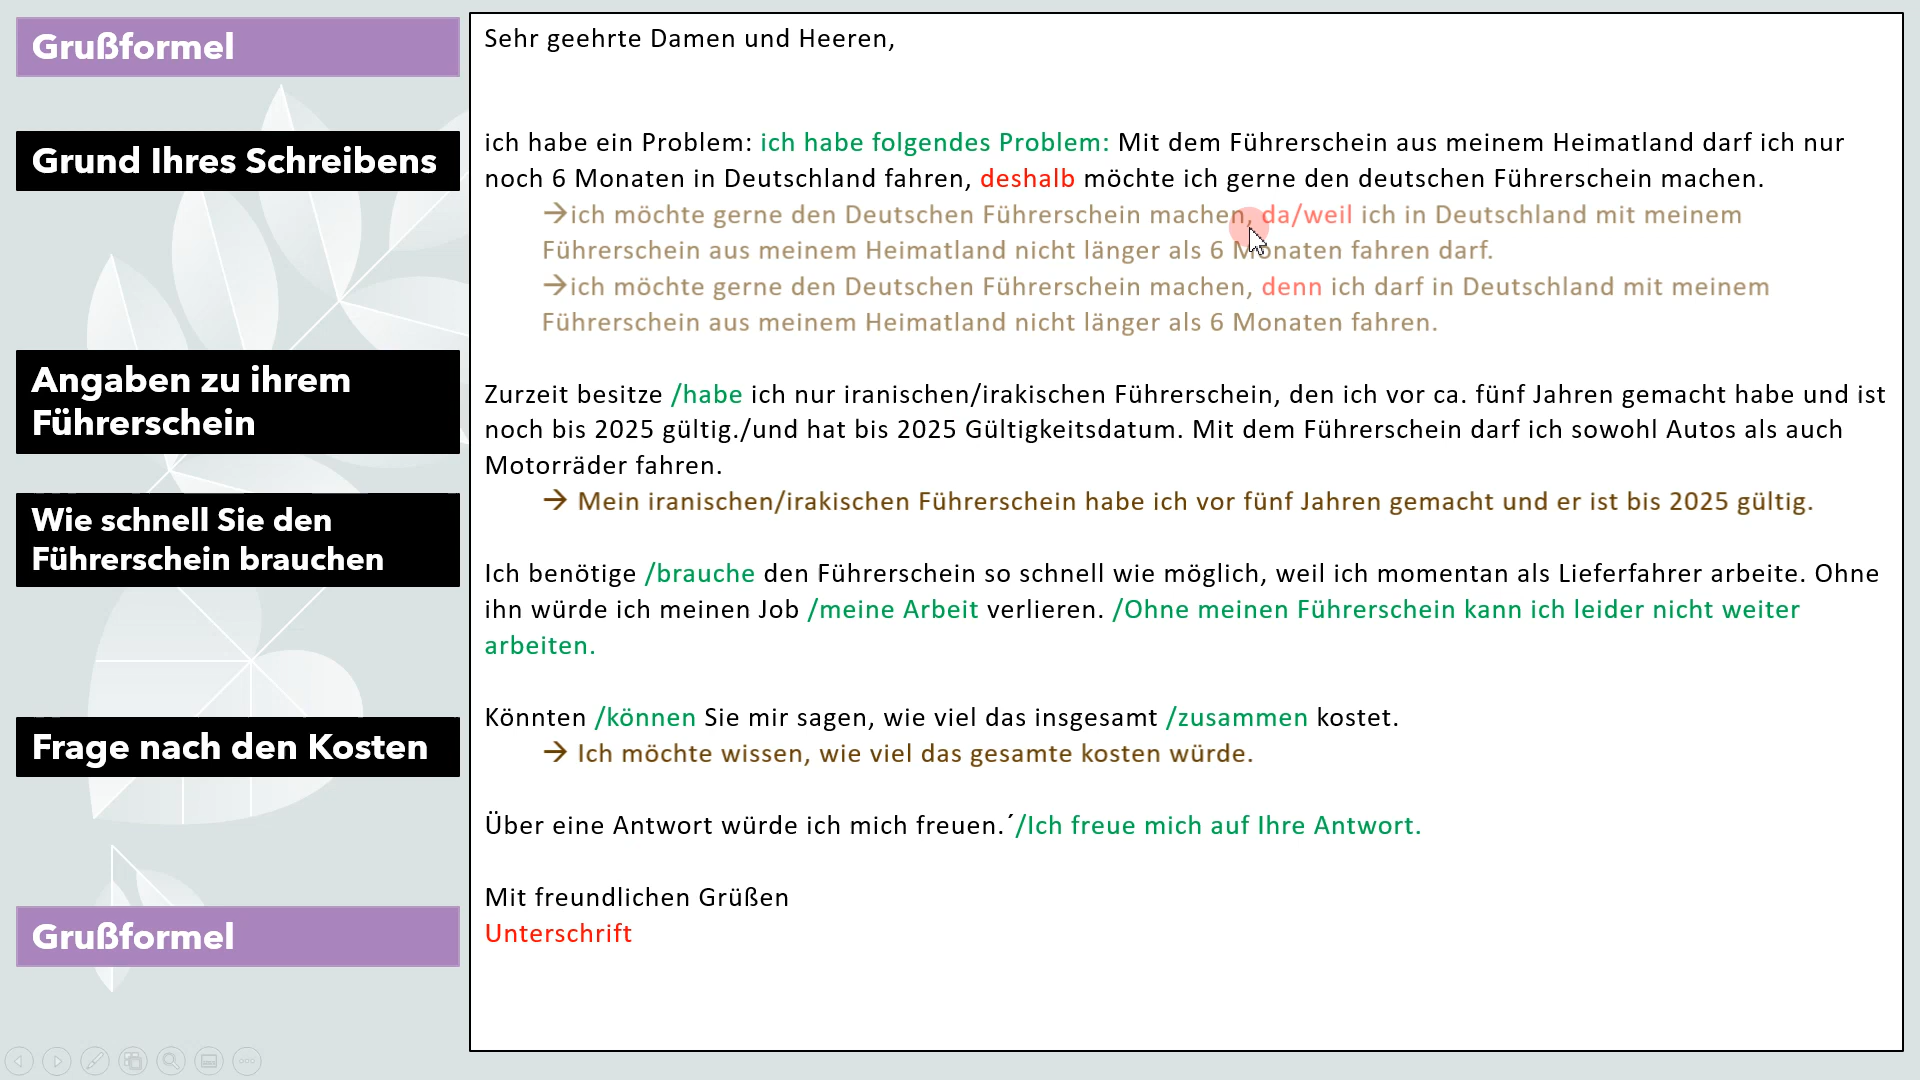 Grußformel
Sehr geehrte Damen und Heeren,
Grund Ihres Schreibens
ich habe ein Problem: ich habe folgendes Problem: Mit dem Führerschein aus meinem Heimatland darf ich nur
noch 6 Monaten in Deutschland fahren, deshalb möchte ich gerne den deutschen Führerschein machen.
→ich möchte gerne den Deutschen Führerschein machen, da/weil ich in Deutschland mit meinem
Führerschein aus meinem Heimatland nicht länger als 6 Monaten fahren darf.
→ich möchte gerne den Deutschen Führerschein machen, denn ich darf in Deutschland mit meinem
Führerschein aus meinem Heimatland nicht länger als 6 Monaten fahren.
Angaben zu ihrem
Führerschein
Zurzeit besitze /habe ich nur iranischen/irakischen Führerschein, den ich vor ca. fünf Jahren gemacht habe und ist
noch bis 2025 gültig./und hat bis 2025 Gültigkeitsdatum. Mit dem Führerschein darf ich sowohl Autos als auch
Motorräder fahren.
→ Mein iranischen/irakischen Führerschein habe ich vor fünf Jahren gemacht und er ist bis 2025 gültig.
Wie schnell Sie den
Führerschein brauchen
Ich benötige /brauche den Führerschein so schnell wie möglich, weil ich momentan als Lieferfahrer arbeite. Ohne
ihn würde ich meinen Job /meine Arbeit verlieren. /Ohne meinen Führerschein kann ich leider nicht weiter
arbeiten.
Frage nach den Kosten
Könnten /können Sie mir sagen, wie viel das insgesamt /zusammen kostet.
→ Ich möchte wissen, wie viel das gesamte kosten würde.
Über eine Antwort würde ich mich freuen.´/Ich freue mich auf Ihre Antwort.
Grußformel
Mit freundlichen Grüßen
Unterschrift